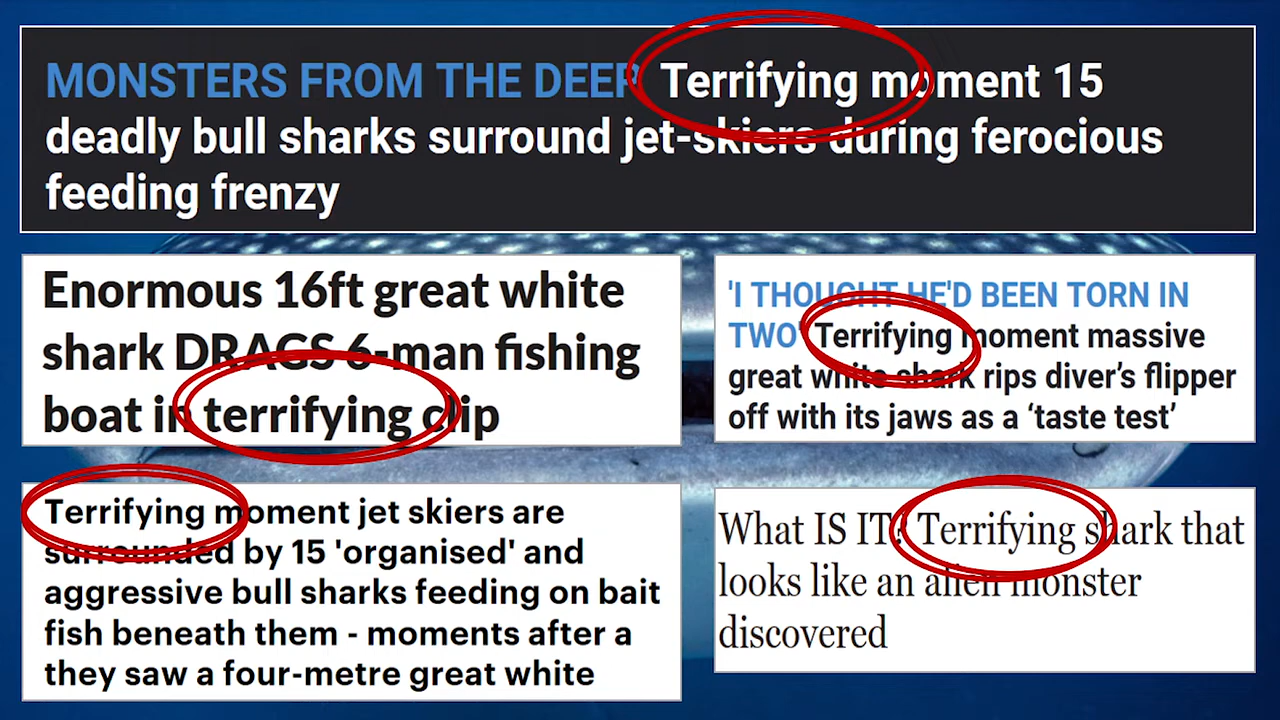 MONSTERS FROM THE DEEP Terrifying moment 15
deadly bull sharks surround jet-skiers during ferocious
feeding frenzy
Enormous 16ft great white
shark DRAGS 6-man fishing
boat in terrifying clip
'I THOUGHT HE'D BEEN TORN IN
TWO' Terrifying moment massive
great white shark rips diver’s flipper
off with its jaws as a ‘taste test’
Terrifying moment jet skiers are
surrounded by 15 'organised' and
aggressive bull sharks feeding on bait
fish beneath them - moments after a
they saw a four-metre great white
What IS IT? Terrifying shark that
looks like an alien monster
discovered